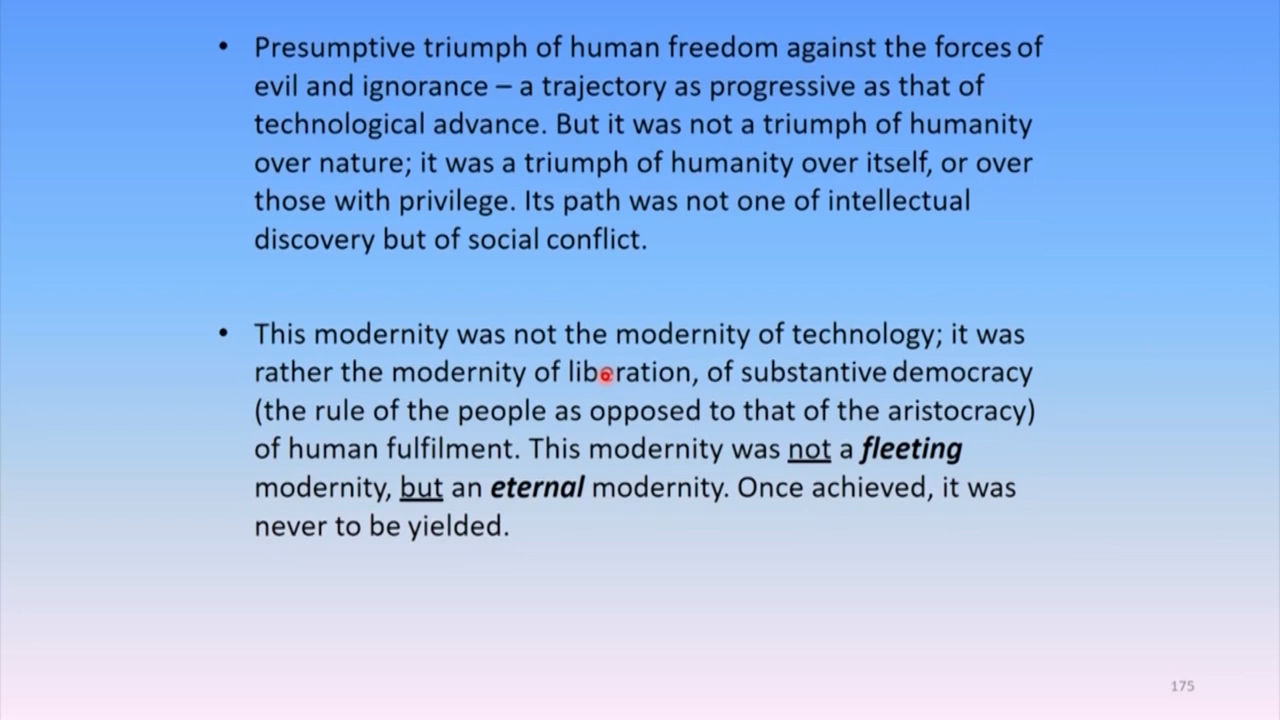 • Presumptive triumph of human freedom against the forces of
evil and ignorance – a trajectory as progressive as that of
technological advance. But it was not a triumph of humanity
over nature; it was a triumph of humanity over itself, or over
those with privilege. Its path was not one of intellectual
discovery but of social conflict.
• This modernity was not the modernity of technology; it was
rather the modernity of liberation, of substantive democracy
(the rule of the people as opposed to that of the aristocracy)
of human fulfilment. This modernity was not a fleeting
modernity, but an eternal modernity. Once achieved, it was
never to be yielded.
175